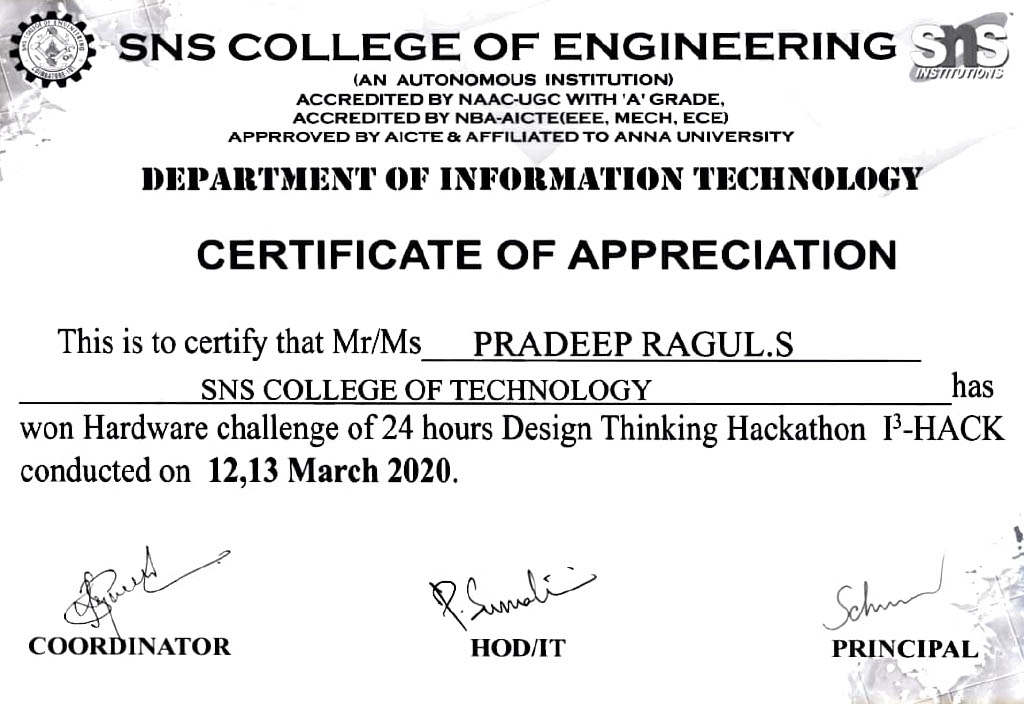 SNS COLLEGE OF ENGINEERING
SNS INSTITUTIONS
(AN AUTONOMOUS INSTITUTION)
ACCREDITED BY NAAC-UGC WITH 'A' GRADE,
ACCREDITED BY NBA-AICTE(EEE, MECH, ECE)
APPRROVED BY AICTE & AFFILIATED TO ANNA UNIVERSITY
DEPARTMENT OF INFORMATION TECHNOLOGY
CERTIFICATE OF APPRECIATION
This is to certify that Mr/Ms PRADEEP RAGUL.S
SNS COLLEGE OF TECHNOLOGY has
won Hardware challenge of 24 hours Design Thinking Hackathon I³-HACK
conducted on 12,13 March 2020.
P. Sumathi
COORDINATOR HOD/IT PRINCIPAL